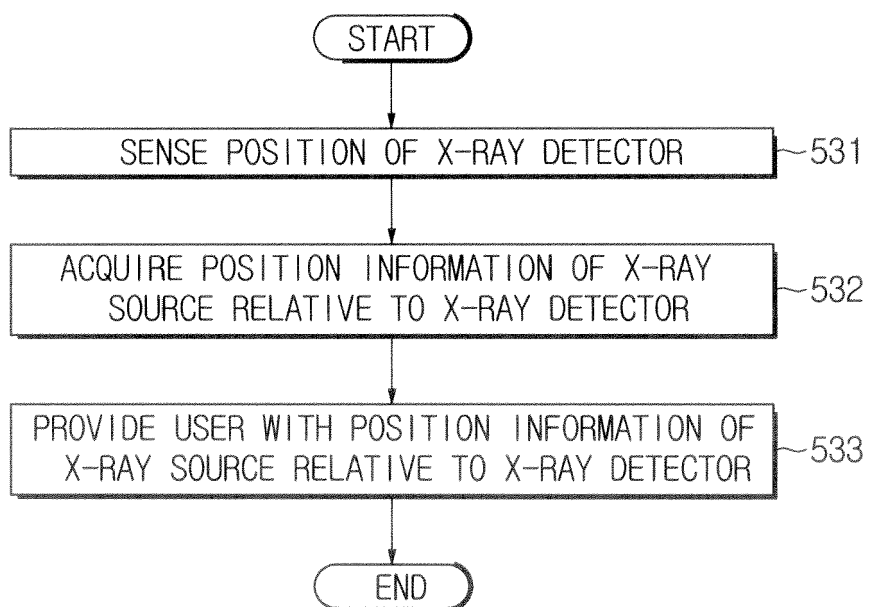 START
SENSE POSITION OF X-RAY DETECTOR
531
ACQUIRE POSITION INFORMATION OF X-RAY
SOURCE RELATIVE TO X-RAY DETECTOR
532
PROVIDE USER WITH POSITION INFORMATION OF
X-RAY SOURCE RELATIVE TO X-RAY DETECTOR
533
END